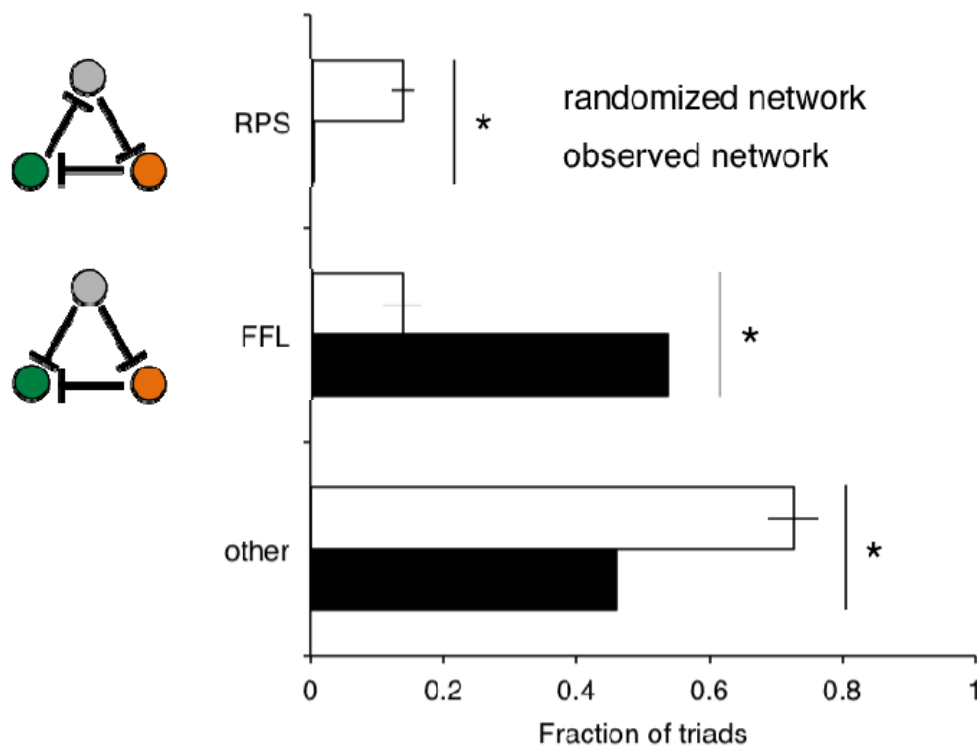 RPS
*
randomized network
observed network
FFL
*
other
*
0 0.2 0.4 0.6 0.8 1
Fraction of triads